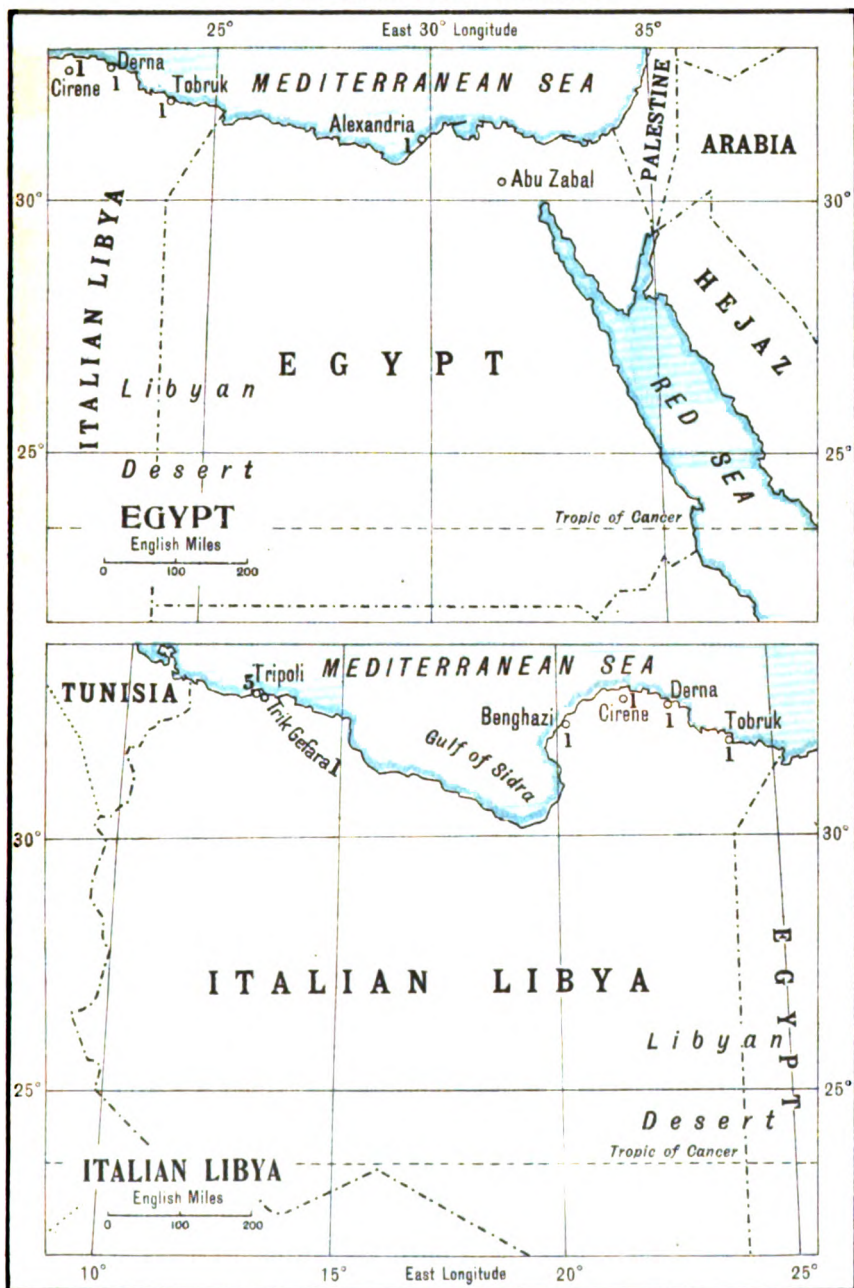 25° East 30° Longitude 35°
Derna
1
Cirene
1
Tobruk
1
MEDITERRANEAN SEA
Alexandria
1
PALESTINE
ARABIA
Abu Zabal
30° 30°
ITALIAN LIBYA
HEJAZ
EGYPT
RED SEA
Libyan
25° 25°
Desert
EGYPT
English Miles
0 100 200
Tropic of Cancer
MEDITERRANEAN SEA
TUNISIA
5 Tripoli
Trik Gefara 1
Gulf of Sidra
Benghazi
1
Cirene
1
Derna
1
Tobruk
1
30° 30°
ITALIAN LIBYA
EGYPT
Libyan
25° 25°
Desert
Tropic of Cancer
ITALIAN LIBYA
English Miles
0 100 200
10° 15° East Longitude 20° 25°